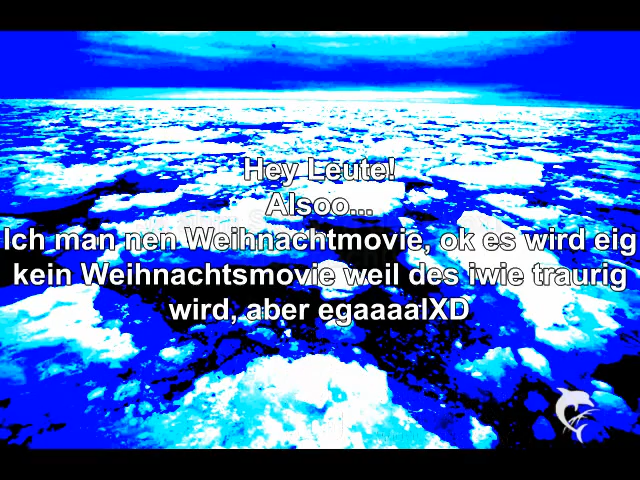 Hey Leute!
Alsoo...
Ich man nen Weihnachtmovie, ok es wird eig
kein Weihnachtsmovie weil des iwie traurig
wird, aber egaaaalXD